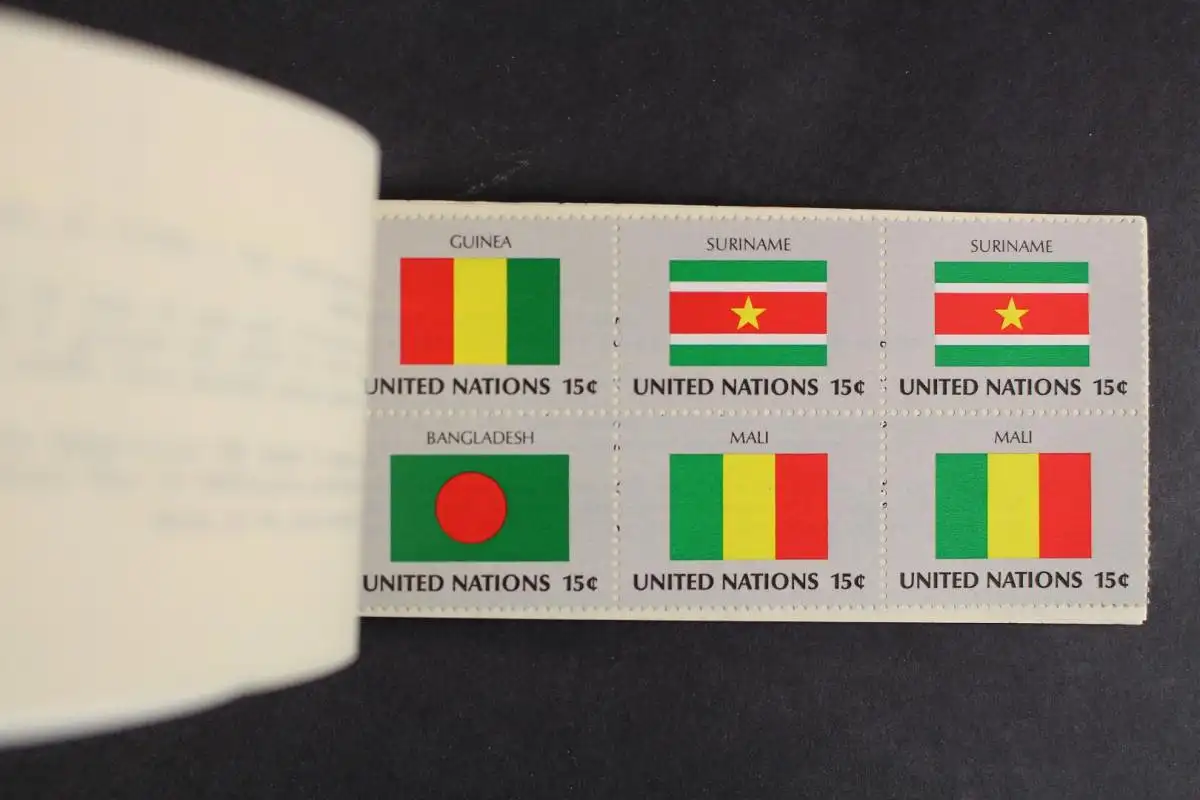 GUINEA SURINAME SURINAME
UNITED NATIONS 15¢ UNITED NATIONS 15¢ UNITED NATIONS 15¢
BANGLADESH MALI MALI
UNITED NATIONS 15¢ UNITED NATIONS 15¢ UNITED NATIONS 15¢